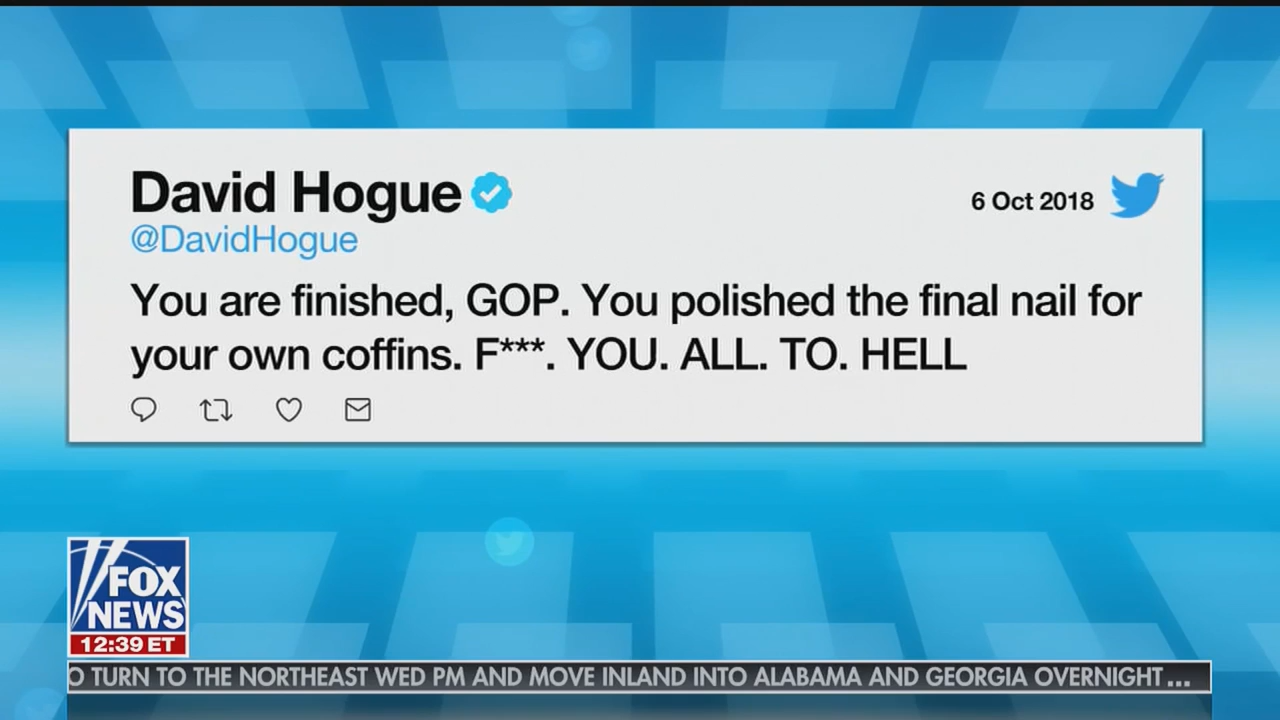 David Hogue
6 Oct 2018
@DavidHogue
You are finished, GOP. You polished the final nail for
your own coffins. F***. YOU. ALL. TO. HELL
FOX
NEWS
12:39 ET
O TURN TO THE NORTHEAST WED PM AND MOVE INLAND INTO ALABAMA AND GEORGIA OVERNIGHT...